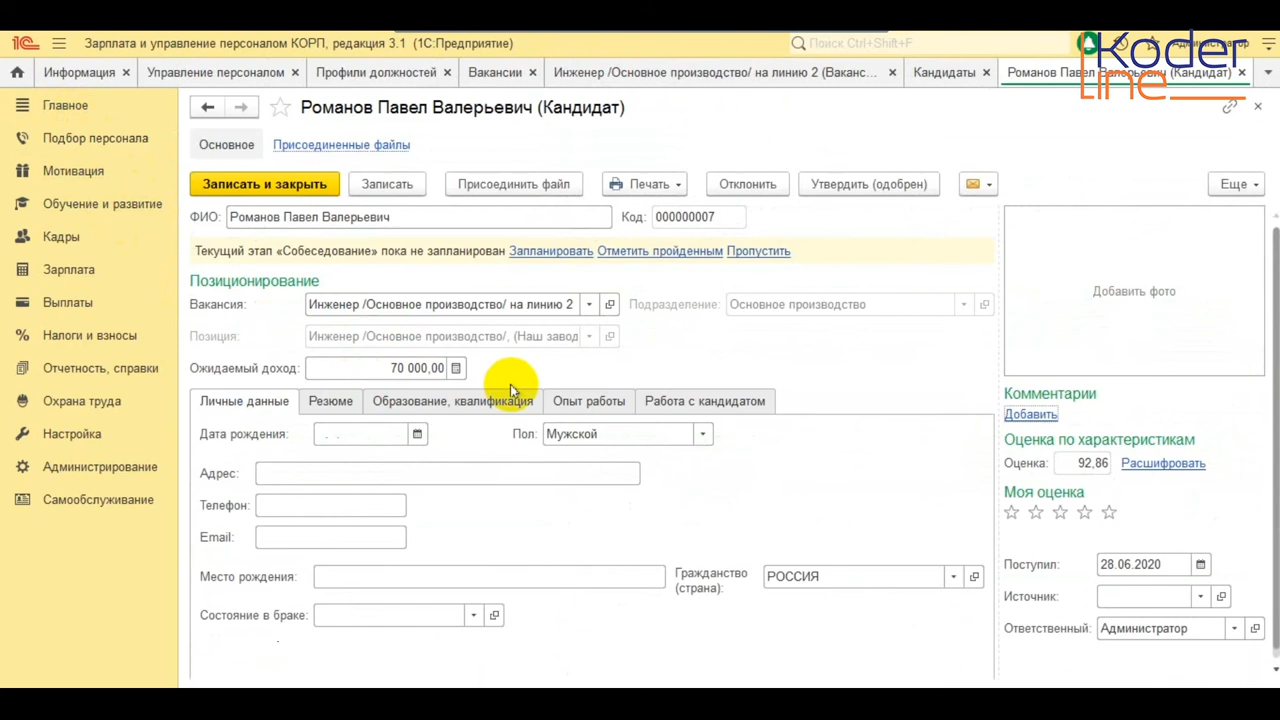 Koder
line
1С Зарплата и управление персоналом КОРП, редакция 3.1 (1С:Предприятие) Поиск Ctrl+Shift+F Администратор
Информация × Управление персоналом × Профили должностей × Вакансии × Инженер /Основное производство/ на линию 2 (Ваканс... × Кандидаты × Романов Павел Валерьевич (Кандидат) ×
Главное
Подбор персонала
Мотивация
Обучение и развитие
Кадры
Зарплата
Выплаты
Налоги и взносы
Отчетность, справки
Охрана труда
Настройка
Администрирование
Самообслуживание
Романов Павел Валерьевич (Кандидат)
Основное Присоединенные файлы
Записать и закрыть Записать Присоединить файл Печать Отклонить Утвердить (одобрен) Еще
ФИО: Романов Павел Валерьевич Код: 000000007
Текущий этап «Собеседование» пока не запланирован Запланировать Отметить пройденным Пропустить
Позиционирование
Вакансия: Инженер /Основное производство/ на линию 2 Подразделение: Основное производство
Позиция: Инженер /Основное производство/, (Наш завод
Ожидаемый доход: 70 000,00
Личные данные Резюме Образование, квалификация Опыт работы Работа с кандидатом
Дата рождения: . . Пол: Мужской
Адрес:
Телефон:
Email:
Место рождения: Гражданство
(страна): РОССИЯ
Состояние в браке:
Добавить фото
Комментарии
Добавить
Оценка по характеристикам
Оценка: 92,86 Расшифровать
Моя оценка
Поступил: 28.06.2020
Источник:
Ответственный: Администратор